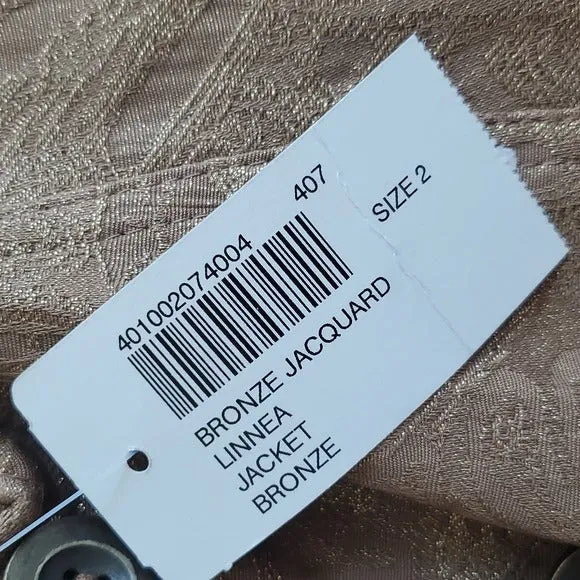 407
401002074004
SIZE 2
BRONZE JACQUARD
LINNEA
JACKET
BRONZE